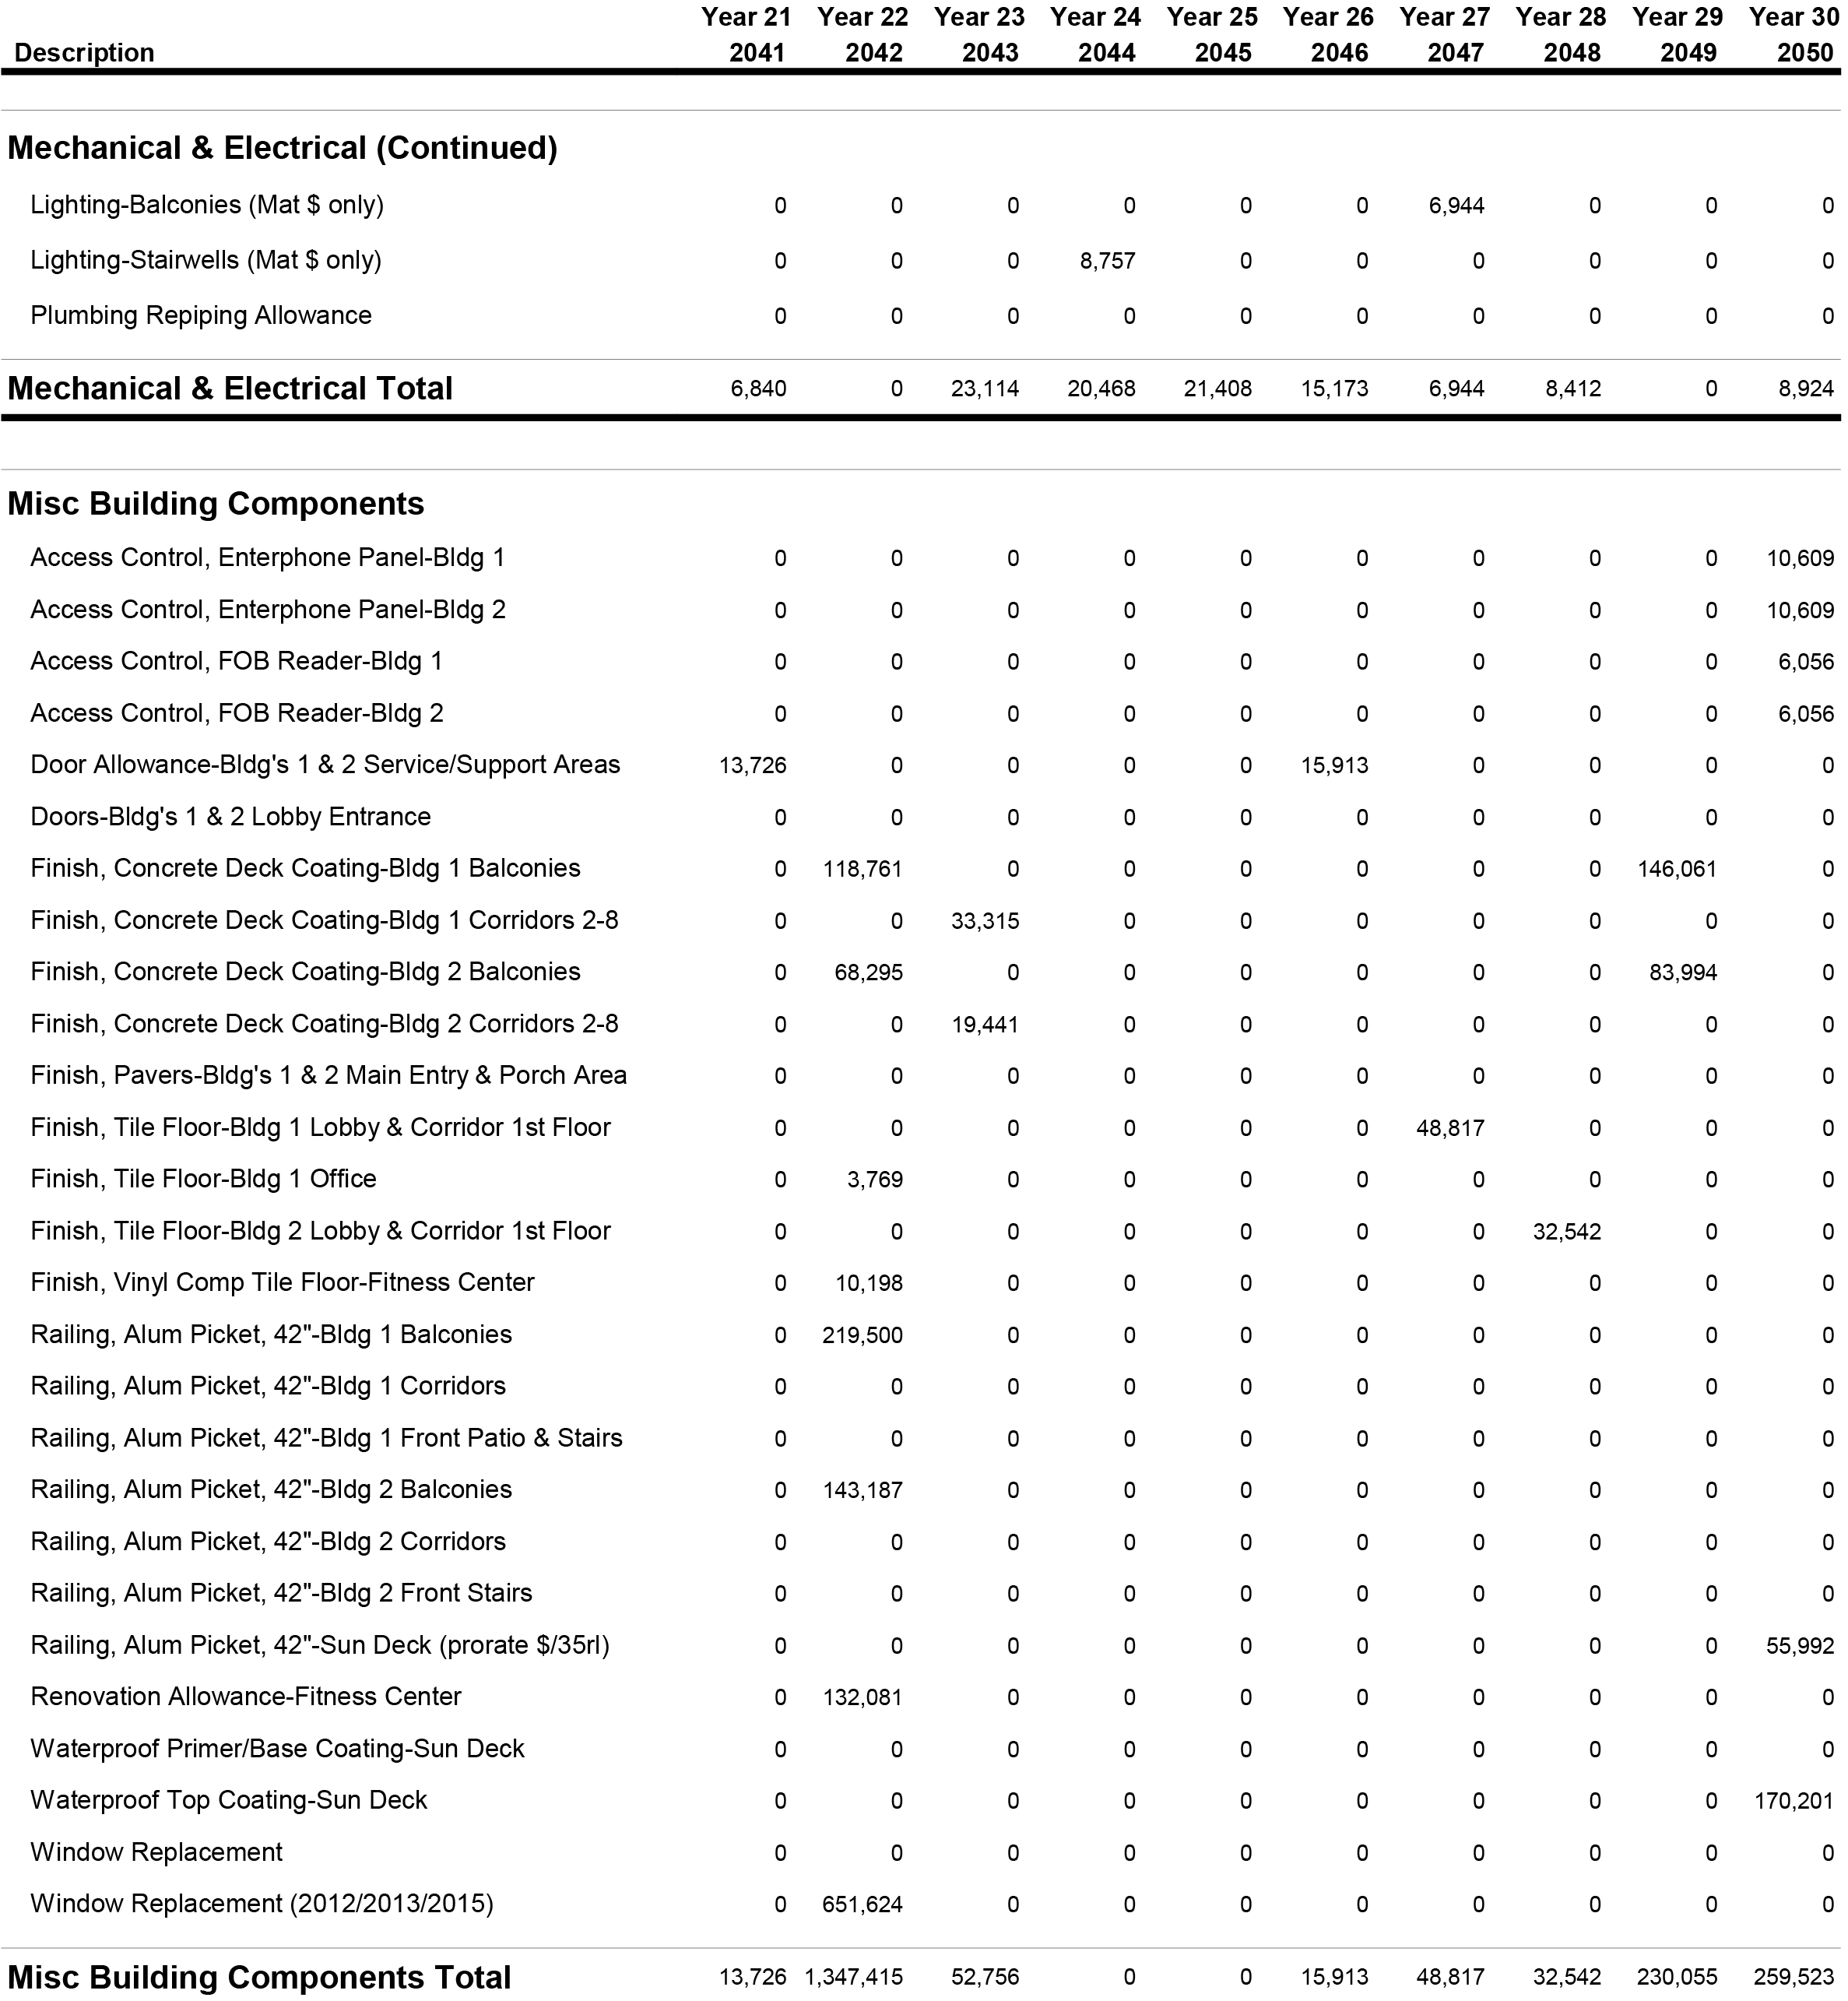 Year 21 Year 22 Year 23 Year 24 Year 25 Year 26 Year 27 Year 28 Year 29 Year 30
Description 2041 2042 2043 2044 2045 2046 2047 2048 2049 2050
Mechanical & Electrical (Continued)
Lighting-Balconies (Mat $ only) 0 0 0 0 0 0 6,944 0 0 0
Lighting-Stairwells (Mat $ only) 0 0 0 8,757 0 0 0 0 0 0
Plumbing Repiping Allowance 0 0 0 0 0 0 0 0 0 0
Mechanical & Electrical Total 6,840 0 23,114 20,468 21,408 15,173 6,944 8,412 0 8,924
Misc Building Components
Access Control, Enterphone Panel-Bldg 1 0 0 0 0 0 0 0 0 0 10,609
Access Control, Enterphone Panel-Bldg 2 0 0 0 0 0 0 0 0 0 10,609
Access Control, FOB Reader-Bldg 1 0 0 0 0 0 0 0 0 0 6,056
Access Control, FOB Reader-Bldg 2 0 0 0 0 0 0 0 0 0 6,056
Door Allowance-Bldg's 1 & 2 Service/Support Areas 13,726 0 0 0 0 15,913 0 0 0 0
Doors-Bldg's 1 & 2 Lobby Entrance 0 0 0 0 0 0 0 0 0 0
Finish, Concrete Deck Coating-Bldg 1 Balconies 0 118,761 0 0 0 0 0 0 146,061 0
Finish, Concrete Deck Coating-Bldg 1 Corridors 2-8 0 0 33,315 0 0 0 0 0 0 0
Finish, Concrete Deck Coating-Bldg 2 Balconies 0 68,295 0 0 0 0 0 0 83,994 0
Finish, Concrete Deck Coating-Bldg 2 Corridors 2-8 0 0 19,441 0 0 0 0 0 0 0
Finish, Pavers-Bldg's 1 & 2 Main Entry & Porch Area 0 0 0 0 0 0 0 0 0 0
Finish, Tile Floor-Bldg 1 Lobby & Corridor 1st Floor 0 0 0 0 0 0 48,817 0 0 0
Finish, Tile Floor-Bldg 1 Office 0 3,769 0 0 0 0 0 0 0 0
Finish, Tile Floor-Bldg 2 Lobby & Corridor 1st Floor 0 0 0 0 0 0 0 32,542 0 0
Finish, Vinyl Comp Tile Floor-Fitness Center 0 10,198 0 0 0 0 0 0 0 0
Railing, Alum Picket, 42"-Bldg 1 Balconies 0 219,500 0 0 0 0 0 0 0 0
Railing, Alum Picket, 42"-Bldg 1 Corridors 0 0 0 0 0 0 0 0 0 0
Railing, Alum Picket, 42"-Bldg 1 Front Patio & Stairs 0 0 0 0 0 0 0 0 0 0
Railing, Alum Picket, 42"-Bldg 2 Balconies 0 143,187 0 0 0 0 0 0 0 0
Railing, Alum Picket, 42"-Bldg 2 Corridors 0 0 0 0 0 0 0 0 0 0
Railing, Alum Picket, 42"-Bldg 2 Front Stairs 0 0 0 0 0 0 0 0 0 0
Railing, Alum Picket, 42"-Sun Deck (prorate $/35rl) 0 0 0 0 0 0 0 0 0 55,992
Renovation Allowance-Fitness Center 0 132,081 0 0 0 0 0 0 0 0
Waterproof Primer/Base Coating-Sun Deck 0 0 0 0 0 0 0 0 0 0
Waterproof Top Coating-Sun Deck 0 0 0 0 0 0 0 0 0 170,201
Window Replacement 0 0 0 0 0 0 0 0 0 0
Window Replacement (2012/2013/2015) 0 651,624 0 0 0 0 0 0 0 0
Misc Building Components Total 13,726 1,347,415 52,756 0 0 15,913 48,817 32,542 230,055 259,523